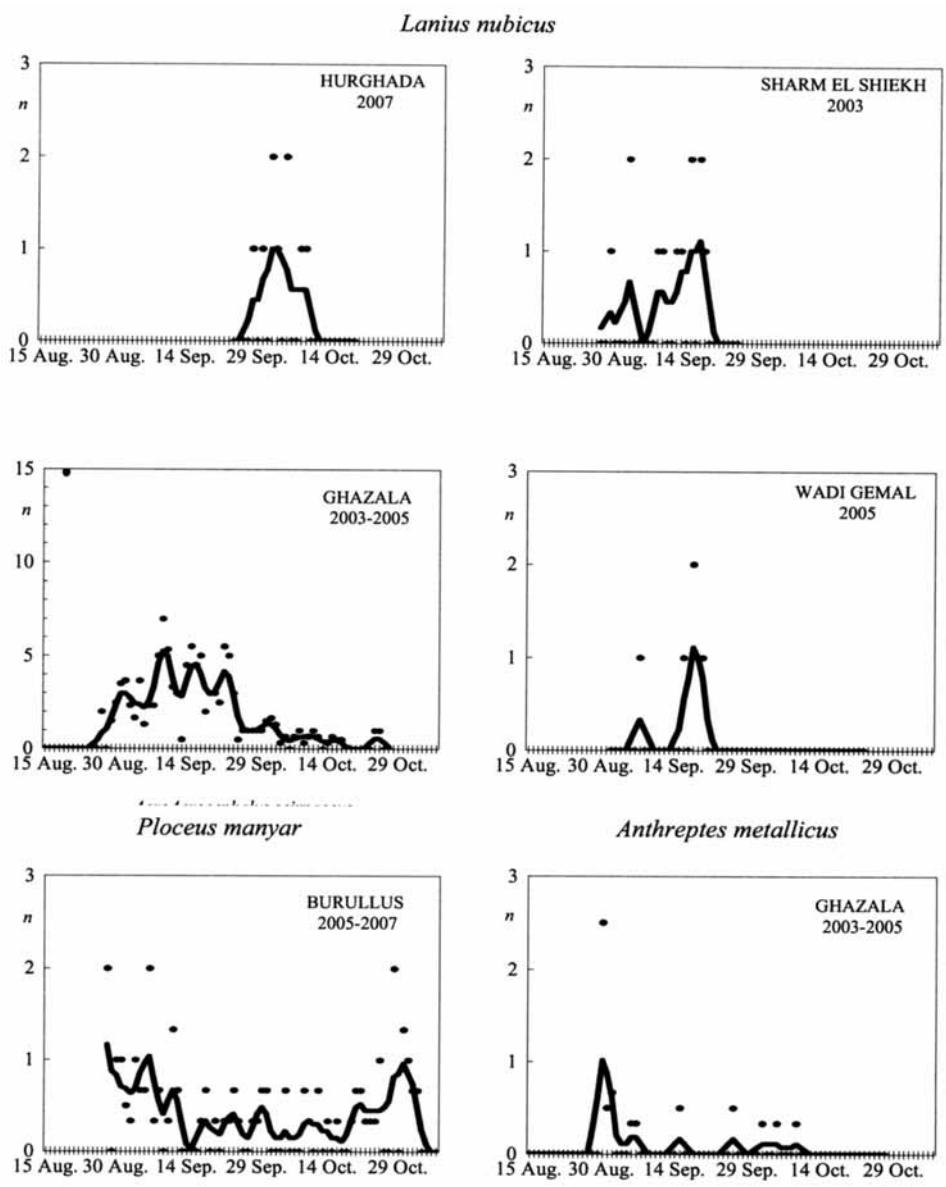 Lanius nubicus
3
n
2
1
0
HURGHADA
2007
15 Aug. 30 Aug. 14 Sep. 29 Sep. 14 Oct. 29 Oct.
3
n
2
1
0
SHARM EL SHIEKH
2003
15 Aug. 30 Aug. 14 Sep. 29 Sep. 14 Oct. 29 Oct.
15
n
10
5
0
GHAZALA
2003-2005
15 Aug. 30 Aug. 14 Sep. 29 Sep. 14 Oct. 29 Oct.
3
n
2
1
0
WADI GEMAL
2005
15 Aug. 30 Aug. 14 Sep. 29 Sep. 14 Oct. 29 Oct.
Ploceus manyar
3
n
2
1
0
BURULLUS
2005-2007
15 Aug. 30 Aug. 14 Sep. 29 Sep. 14 Oct. 29 Oct.
Anthreptes metallicus
3
n
2
1
0
GHAZALA
2003-2005
15 Aug. 30 Aug. 14 Sep. 29 Sep. 14 Oct. 29 Oct.